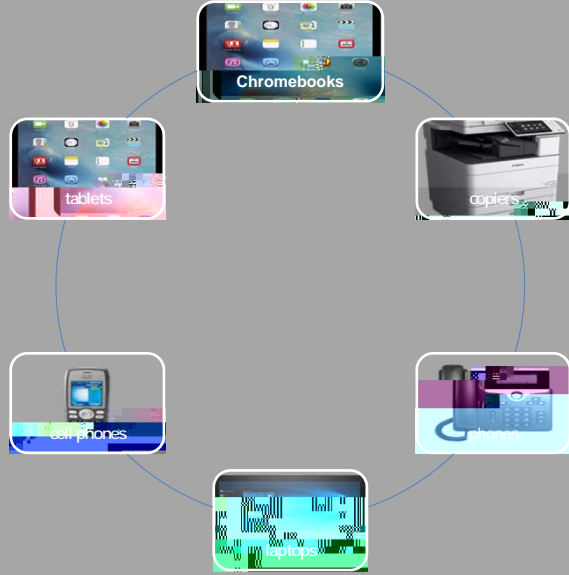 Chromebooks
copiers
phones
laptops
cell phones
tablets